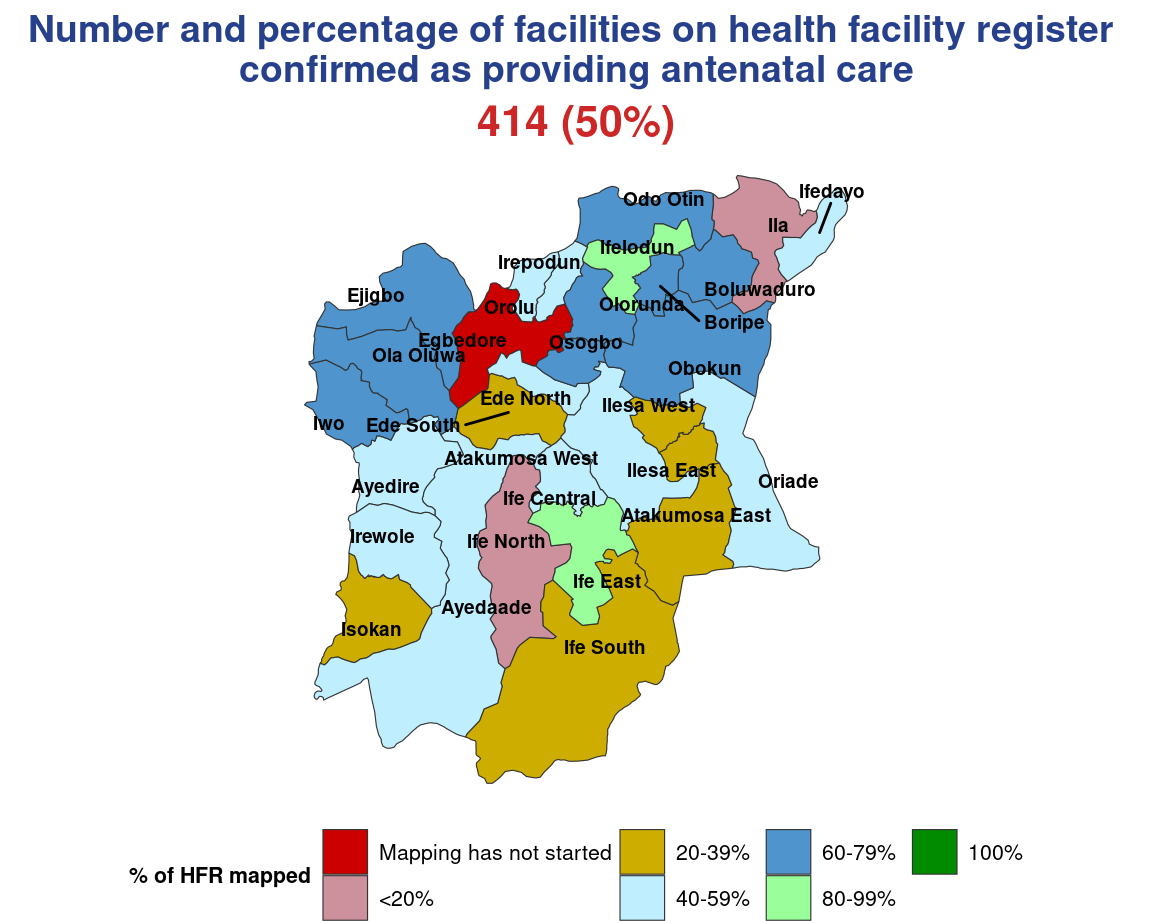 Number and percentage of facilities on health facility register
confirmed as providing antenatal care
414 (50%)
Ifedayo
Odo Otin
Ila
Ifelodun
Irepodun
Boluwaduro
Ejigbo
Olorunda
Orolu
Boripe
Egbedore
Osogbo
Ola Oluwa
Obokun
Ede North
Ilesa West
Iwo
Ede South
Atakumosa West
Ilesa East
Oriade
Ayedire
Ife Central
Atakumosa East
Irewole
Ife North
Ife East
Ayedaade
Isokan
Ife South
% of HFR mapped
Mapping has not started
20-39%
60-79%
100%
<20%
40-59%
80-99%